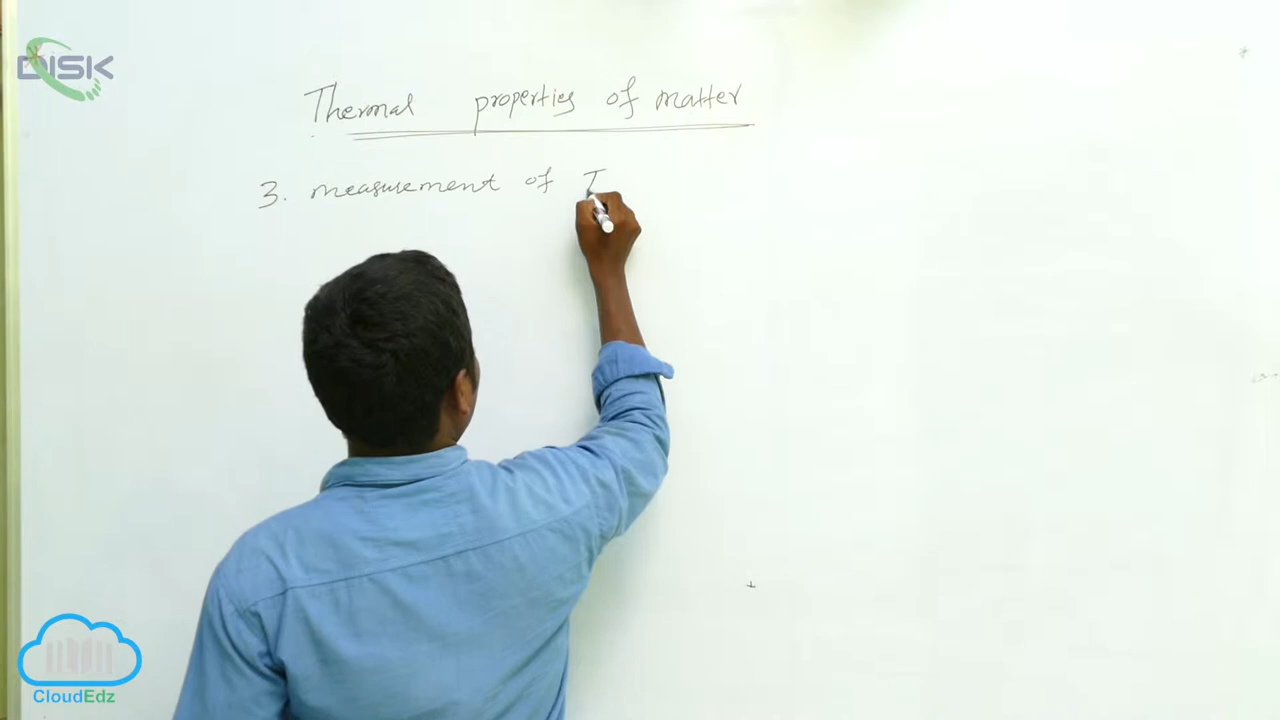 DiSK
Thermal properties of matter
3. measurement of T
CloudEdz